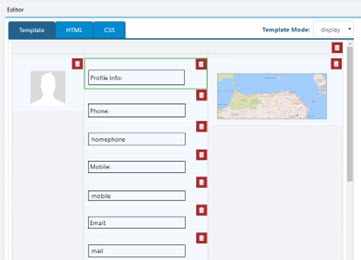 Editor
Template HTML CSS Template Mode: display
Profile Info:
Phone:
homephone
Mobile:
mobile
Email:
mail